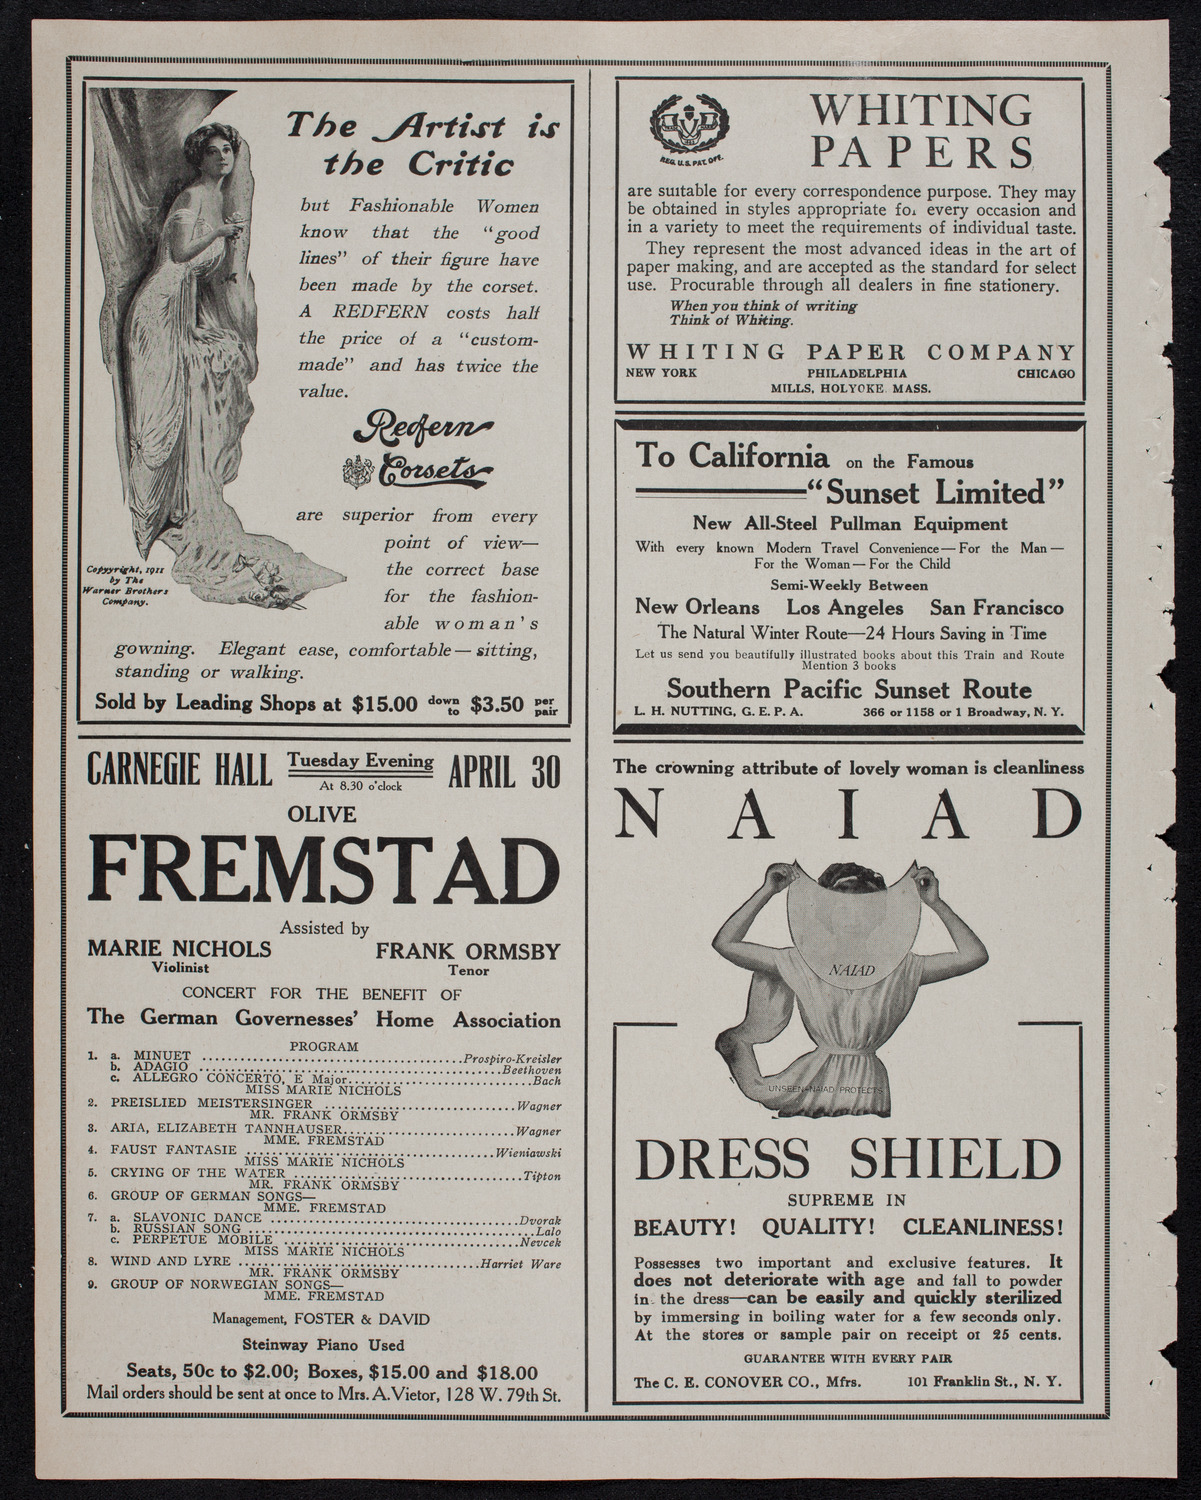 The Artist is
the Critic
but Fashionable Women
know that the "good
lines" of their figure have
been made by the corset.
A REDFERN costs half
the price of a "custom-
made" and has twice the
value.
Redfern
Corsets
are superior from every
point of view—
the correct base
for the fashion-
able woman's
gowning. Elegant ease, comfortable—sitting,
standing or walking.
Copyright, 1911
by The
Warner Brothers
Company.
Sold by Leading Shops at $15.00 down to $3.50 per pair
CARNEGIE HALL Tuesday Evening APRIL 30
At 8.30 o'clock
OLIVE
FREMSTAD
Assisted by
MARIE NICHOLS FRANK ORMSBY
Violinist Tenor
CONCERT FOR THE BENEFIT OF
The German Governesses' Home Association
PROGRAM
1. a. MINUET ........ Prospiro-Kreisler
b. ADAGIO ........ Beethoven
c. ALLEGRO CONCERTO, E Major ........ Bach
MISS MARIE NICHOLS
2. PREISLIED MEISTERSINGER ........ Wagner
MR. FRANK ORMSBY
3. ARIA, ELIZABETH TANNHAUSER ........ Wagner
MME. FREMSTAD
4. FAUST FANTASIE ........ Wieniawski
MISS MARIE NICHOLS
5. CRYING OF THE WATER ........ Tipton
MR. FRANK ORMSBY
6. GROUP OF GERMAN SONGS—
MME. FREMSTAD
7. a. SLAVONIC DANCE ........ Dvorak
b. RUSSIAN SONG ........ Lalo
c. PERPETUE MOBILE ........ Nevcek
MISS MARIE NICHOLS
8. WIND AND LYRE ........ Harriet Ware
MR. FRANK ORMSBY
9. GROUP OF NORWEGIAN SONGS—
MME. FREMSTAD
Management, FOSTER & DAVID
Steinway Piano Used
Seats, 50c to $2.00; Boxes, $15.00 and $18.00
Mail orders should be sent at once to Mrs. A. Vietor, 128 W. 79th St.
REG. U.S. PAT. OFF.
WHITING
PAPERS
are suitable for every correspondence purpose. They may
be obtained in styles appropriate for every occasion and
in a variety to meet the requirements of individual taste.
They represent the most advanced ideas in the art of
paper making, and are accepted as the standard for select
use. Procurable through all dealers in fine stationery.
When you think of writing
Think of Whiting.
WHITING PAPER COMPANY
NEW YORK PHILADELPHIA CHICAGO
MILLS, HOLYOKE, MASS.
To California on the Famous
"Sunset Limited"
New All-Steel Pullman Equipment
With every known Modern Travel Convenience—For the Man—
For the Woman—For the Child
Semi-Weekly Between
New Orleans Los Angeles San Francisco
The Natural Winter Route—24 Hours Saving in Time
Let us send you beautifully illustrated books about this Train and Route
Mention 3 books
Southern Pacific Sunset Route
L. H. NUTTING, G. E. P. A. 366 or 1158 or 1 Broadway, N. Y.
The crowning attribute of lovely woman is cleanliness
NAIAD
NAIAD
UNSEEN-NAIAD PROTECTS
DRESS SHIELD
SUPREME IN
BEAUTY! QUALITY! CLEANLINESS!
Possesses two important and exclusive features. It
does not deteriorate with age and fall to powder
in the dress—can be easily and quickly sterilized
by immersing in boiling water for a few seconds only.
At the stores or sample pair on receipt of 25 cents.
GUARANTEE WITH EVERY PAIR
The C. E. CONOVER CO., Mfrs. 101 Franklin St., N. Y.